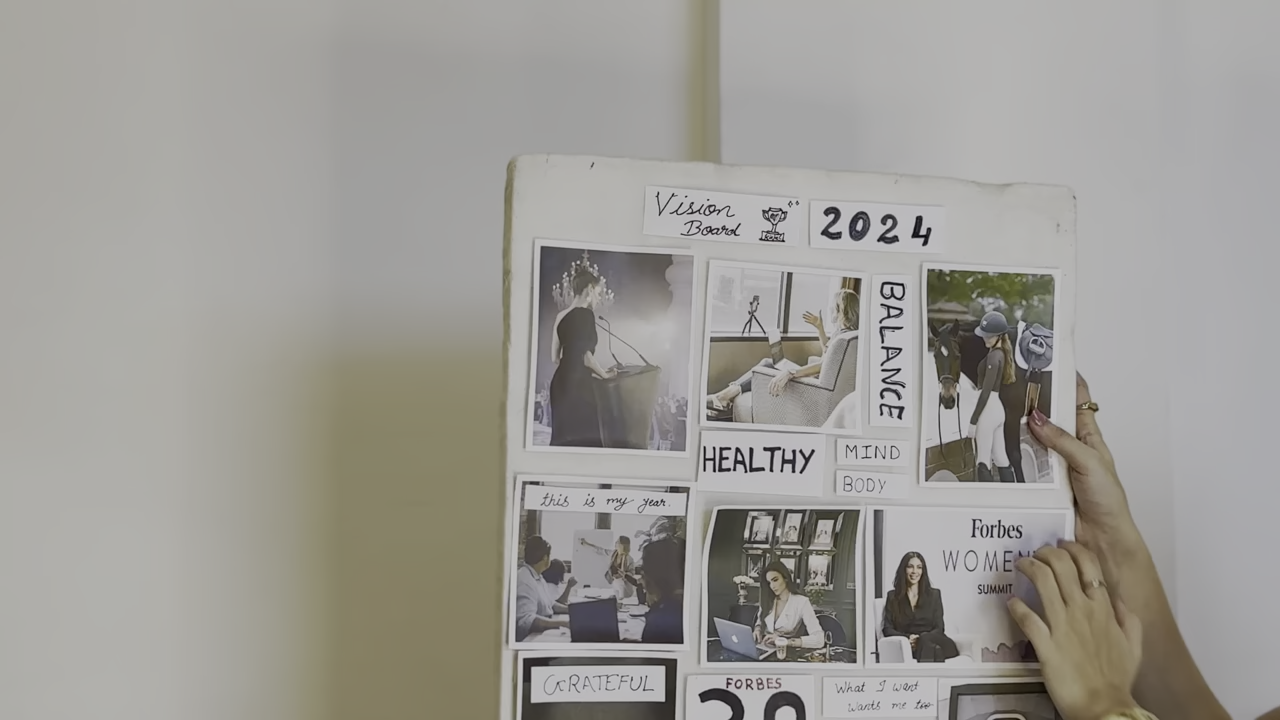 Vision
Board
2024
BALANCE
HEALTHY
MIND
BODY
this is my year.
Forbes
WOMEN
SUMMIT
GRATEFUL
FORBES
30
What I want
wants me too